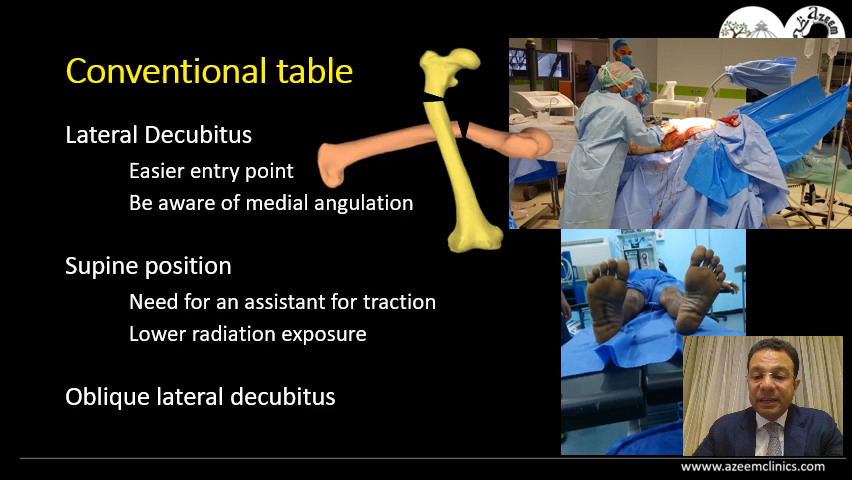 Azeem
Conventional table
Lateral Decubitus
Easier entry point
Be aware of medial angulation
Supine position
Need for an assistant for traction
Lower radiation exposure
Oblique lateral decubitus
www.azeemclinics.com